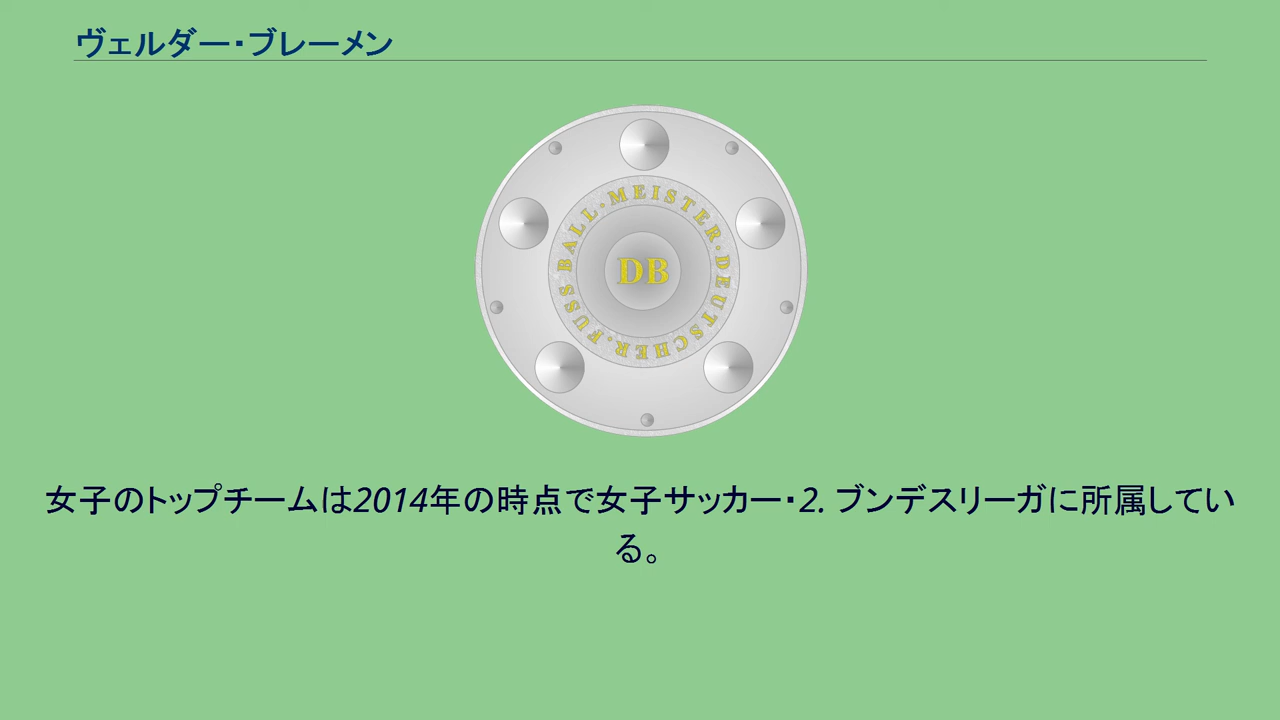 ヴェルダー・ブレーメン
MEISTER · DEUTSCHER · FUSSBALL ·
DB
女子のトップチームは2014年の時点で女子サッカー・2. ブンデスリーガに所属してい
る。